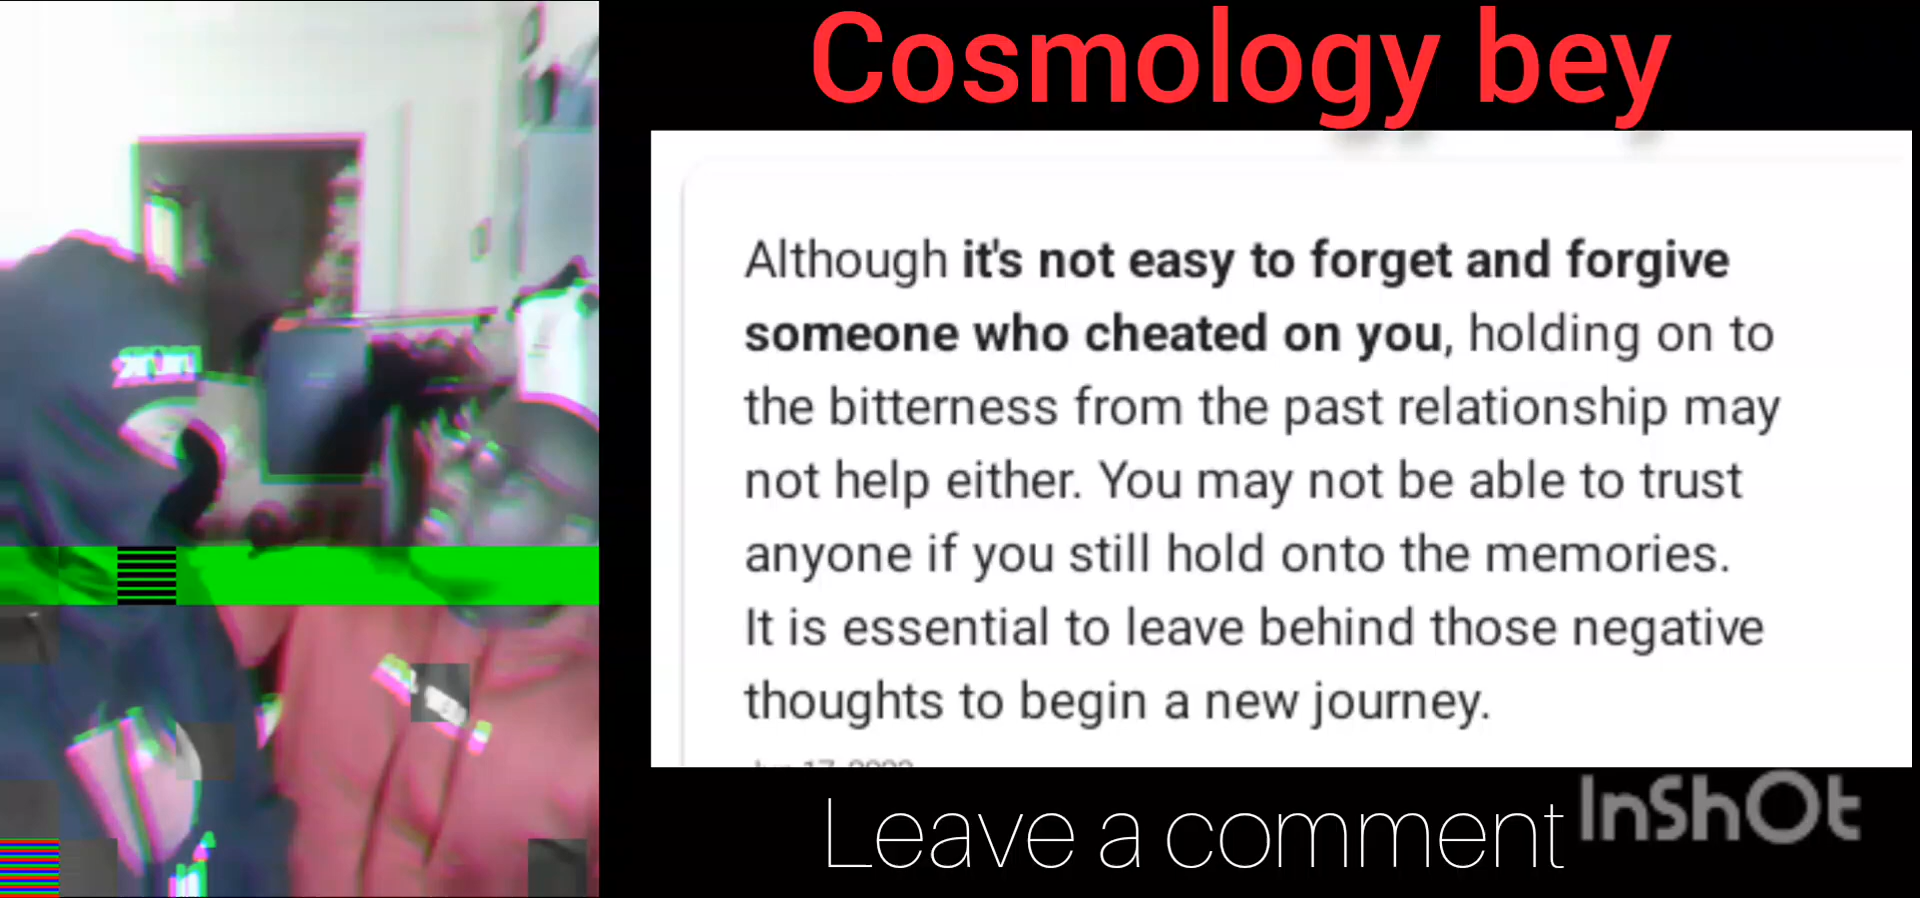 Cosmology bey
Although it's not easy to forget and forgive
someone who cheated on you, holding on to
the bitterness from the past relationship may
not help either. You may not be able to trust
anyone if you still hold onto the memories.
It is essential to leave behind those negative
thoughts to begin a new journey.
Leave a comment
InShOt